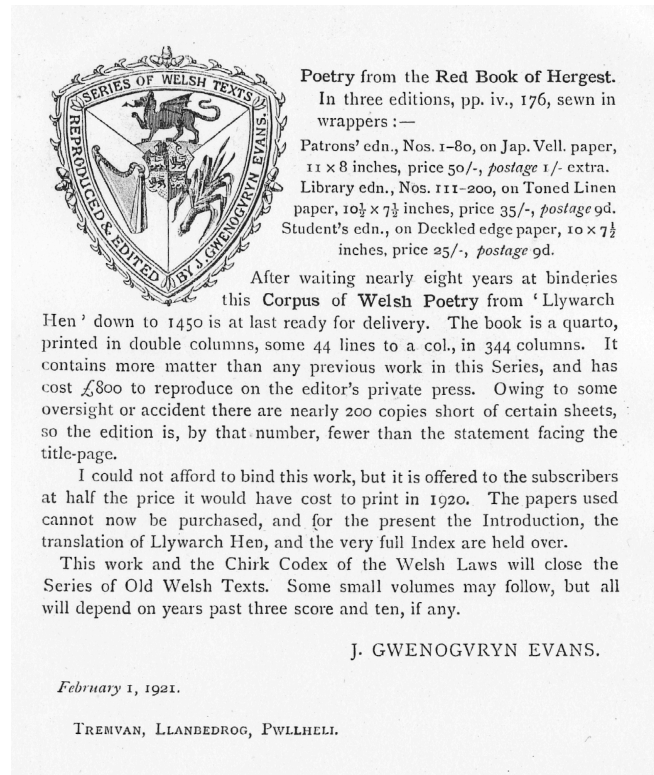 SERIES OF WELSH TEXTS
REPRODUCED & EDITED
BY J. GWENOGVRYN EVANS.
Poetry from the Red Book of Hergest.
In three editions, pp. iv., 176, sewn in
wrappers :—
Patrons' edn., Nos. 1-80, on Jap. Vell. paper,
11 x 8 inches, price 50/-, postage 1/- extra.
Library edn., Nos. 111-200, on Toned Linen
paper, 10½ x 7½ inches, price 35/-, postage 9d.
Student's edn., on Deckled edge paper, 10 x 7½
inches, price 25/-, postage 9d.
After waiting nearly eight years at binderies
this Corpus of Welsh Poetry from ' Llywarch
Hen ' down to 1450 is at last ready for delivery. The book is a quarto,
printed in double columns, some 44 lines to a col., in 344 columns. It
contains more matter than any previous work in this Series, and has
cost £800 to reproduce on the editor's private press. Owing to some
oversight or accident there are nearly 200 copies short of certain sheets,
so the edition is, by that number, fewer than the statement facing the
title-page.
I could not afford to bind this work, but it is offered to the subscribers
at half the price it would have cost to print in 1920. The papers used
cannot now be purchased, and for the present the Introduction, the
translation of Llywarch Hen, and the very full Index are held over.
This work and the Chirk Codex of the Welsh Laws will close the
Series of Old Welsh Texts. Some small volumes may follow, but all
will depend on years past three score and ten, if any.
J. GWENOGVRYN EVANS.
February 1, 1921.
TREMVAN, LLANBEDROG, PWLLHELI.